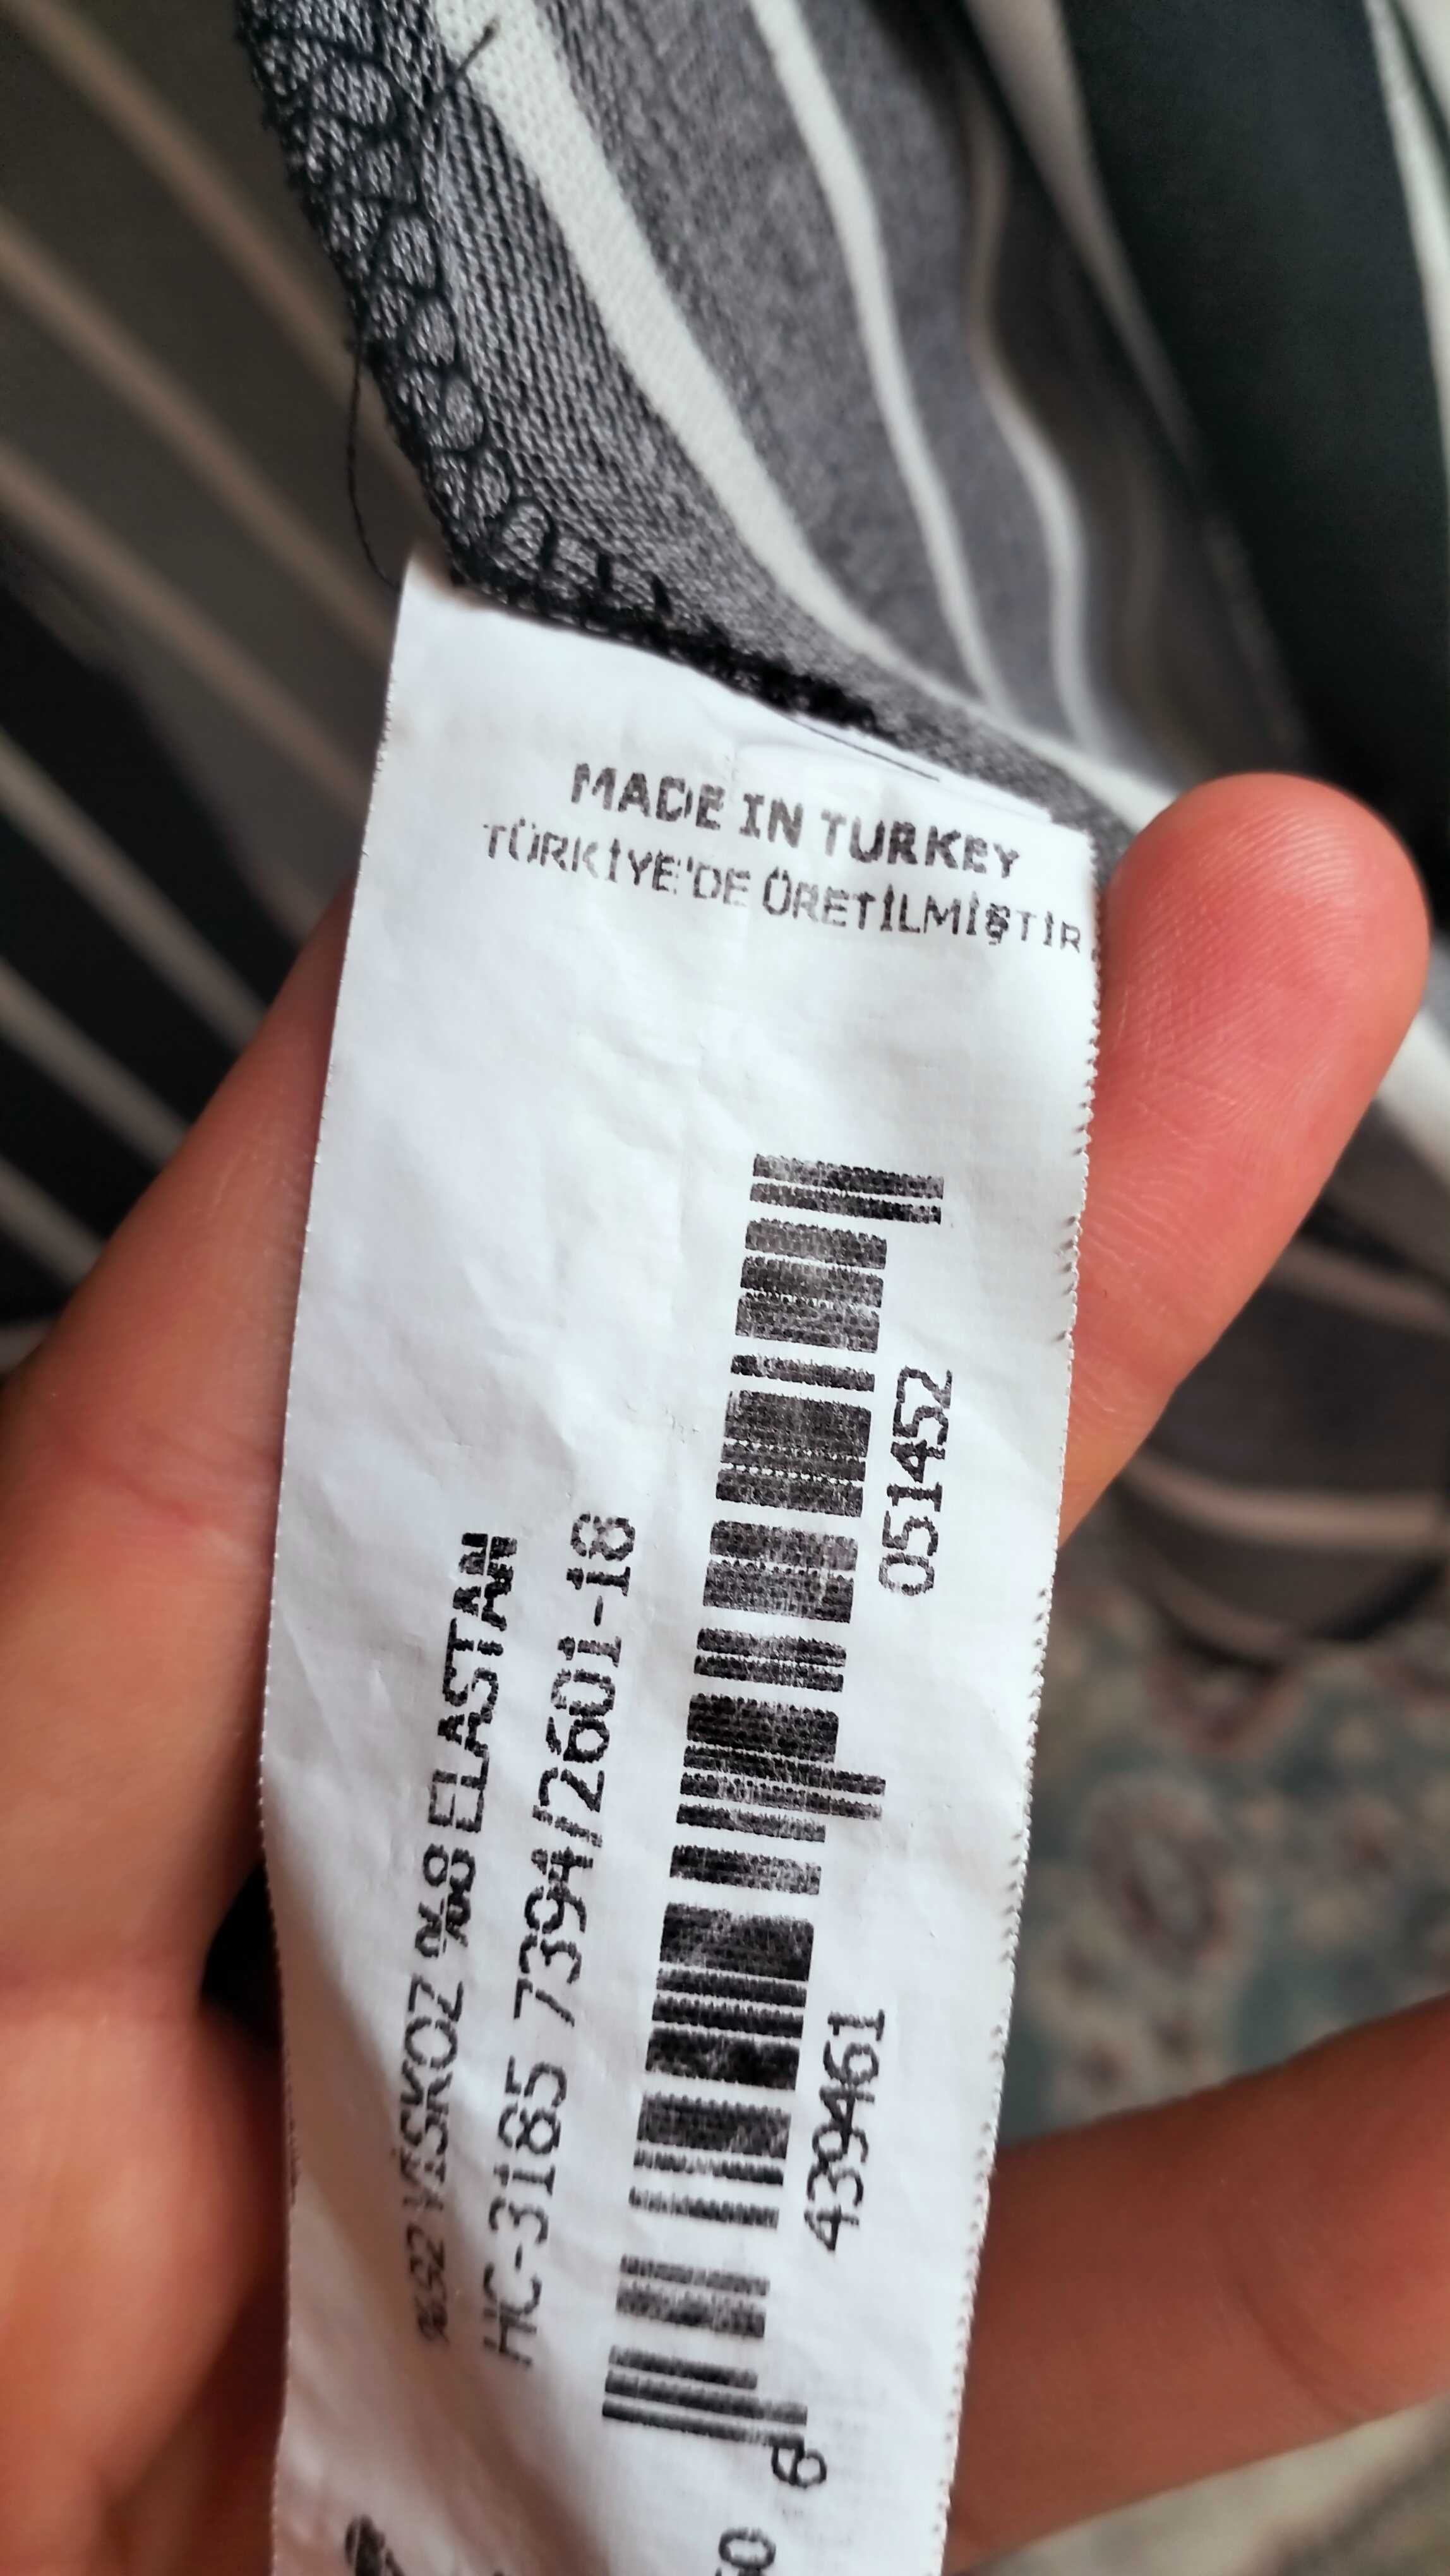 MADE IN TURKEY
TÜRKİYE'DE ÜRETİLMİŞTİR
%92 VİSKOZ %8 ELASTAN
HC-3185 7394/2601-18
6 439461 051452